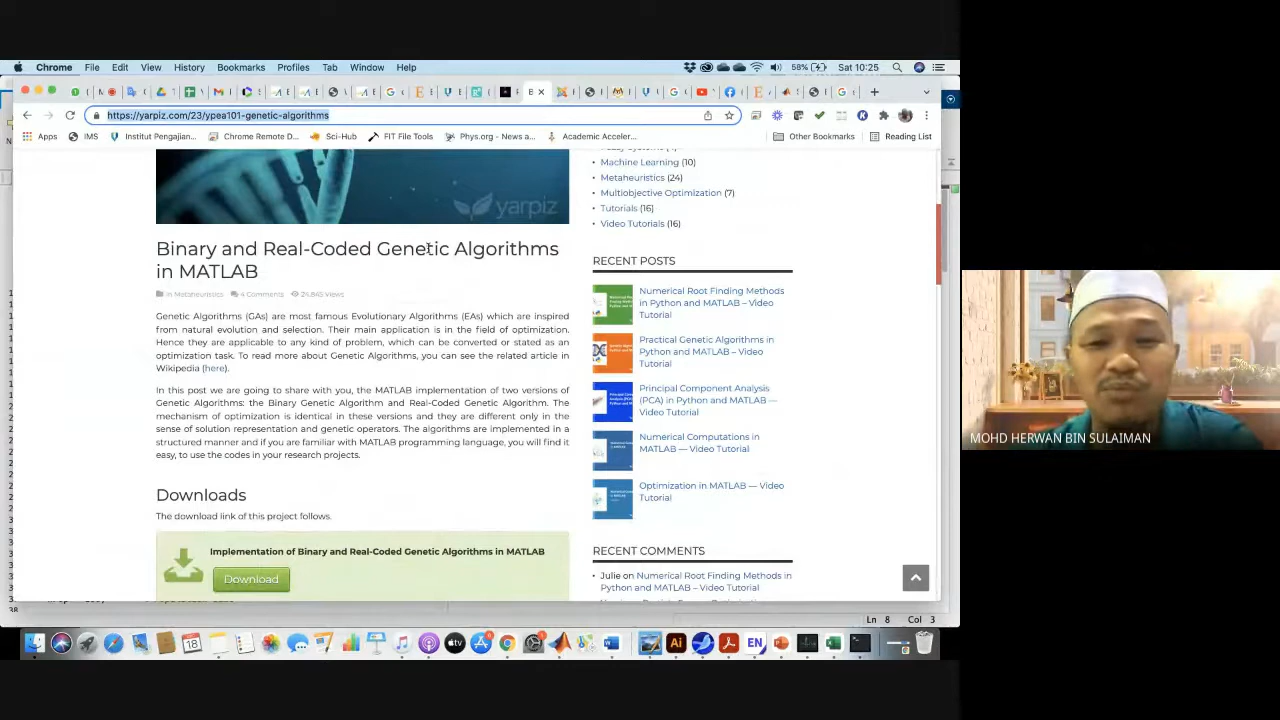 Chrome File Edit View History Bookmarks Profiles Tab Window Help 58% Sat 10:25
https://yarpiz.com/23/ypea101-genetic-algorithms
Apps IMS Institut Pengajian... Chrome Remote D... Sci-Hub FIT File Tools Phys.org - News a... Academic Acceler... Other Bookmarks Reading List
yarpiz
Binary and Real-Coded Genetic Algorithms
in MATLAB
in Metaheuristics 4 Comments Views
Genetic Algorithms (GAs) are most famous Evolutionary Algorithms (EAs) which are inspired
from natural evolution and selection. Their main application is in the field of optimization.
Hence they are applicable to any kind of problem, which can be converted or stated as an
optimization task. To read more about Genetic Algorithms, you can see the related article in
Wikipedia (here).
In this post we are going to share with you, the MATLAB implementation of two versions of
Genetic Algorithms: the Binary Genetic Algorithm and Real-Coded Genetic Algorithm. The
mechanism of optimization is identical in these versions and they are different only in the
sense of solution representation and genetic operators. The algorithms are implemented in a
structured manner and if you are familiar with MATLAB programming language, you will find it
easy, to use the codes in your research projects.
Downloads
The download link of this project follows.
Implementation of Binary and Real-Coded Genetic Algorithms in MATLAB
Download
Machine Learning (10)
Metaheuristics (24)
Multiobjective Optimization (7)
Tutorials (16)
Video Tutorials (16)
RECENT POSTS
Numerical Root Finding Methods
in Python and MATLAB – Video
Tutorial
Practical Genetic Algorithms in
Python and MATLAB – Video
Tutorial
Principal Component Analysis
(PCA) in Python and MATLAB —
Video Tutorial
Numerical Computations in
MATLAB — Video Tutorial
Optimization in MATLAB — Video
Tutorial
RECENT COMMENTS
Julie on Numerical Root Finding Methods in
Python and MATLAB – Video Tutorial
Ln 8 Col 3
MOHD HERWAN BIN SULAIMAN